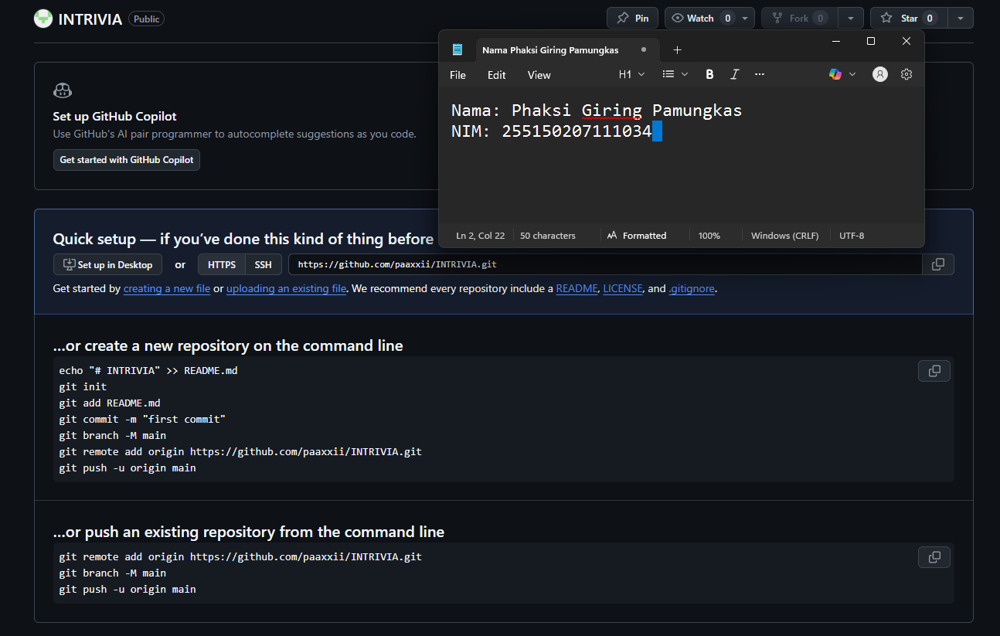 INTRIVIA Public
Pin
Watch 0
Fork 0
Star 0
Set up GitHub Copilot
Use GitHub's AI pair programmer to autocomplete suggestions as you code.
Get started with GitHub Copilot
Nama Phaksi Giring Pamungkas
File Edit View H1 B I
Nama: Phaksi Giring Pamungkas
NIM: 255150207111034
Ln 2, Col 22 50 characters Formatted 100% Windows (CRLF) UTF-8
Quick setup — if you’ve done this kind of thing before
Set up in Desktop or HTTPS SSH https://github.com/paaxxii/INTRIVIA.git
Get started by creating a new file or uploading an existing file. We recommend every repository include a README, LICENSE, and .gitignore.
…or create a new repository on the command line
echo "# INTRIVIA" >> README.md
git init
git add README.md
git commit -m "first commit"
git branch -M main
git remote add origin https://github.com/paaxxii/INTRIVIA.git
git push -u origin main
…or push an existing repository from the command line
git remote add origin https://github.com/paaxxii/INTRIVIA.git
git branch -M main
git push -u origin main